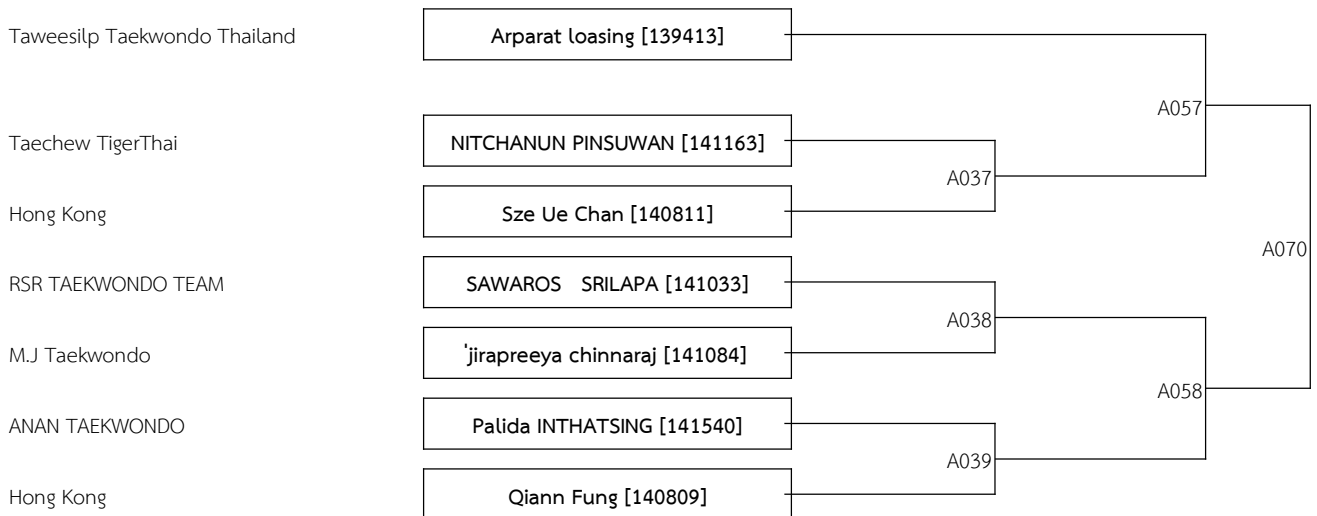 Taweesilp Taekwondo Thailand Arparat loasing [139413]
A057
Taechew TigerThai NITCHANUN PINSUWAN [141163]
A037
Hong Kong Sze Ue Chan [140811]
A070
RSR TAEKWONDO TEAM SAWAROS   SRILAPA [141033]
A038
M.J Taekwondo 'jirapreeya chinnaraj [141084]
A058
ANAN TAEKWONDO Palida INTHATSING [141540]
A039
Hong Kong Qiann Fung [140809]